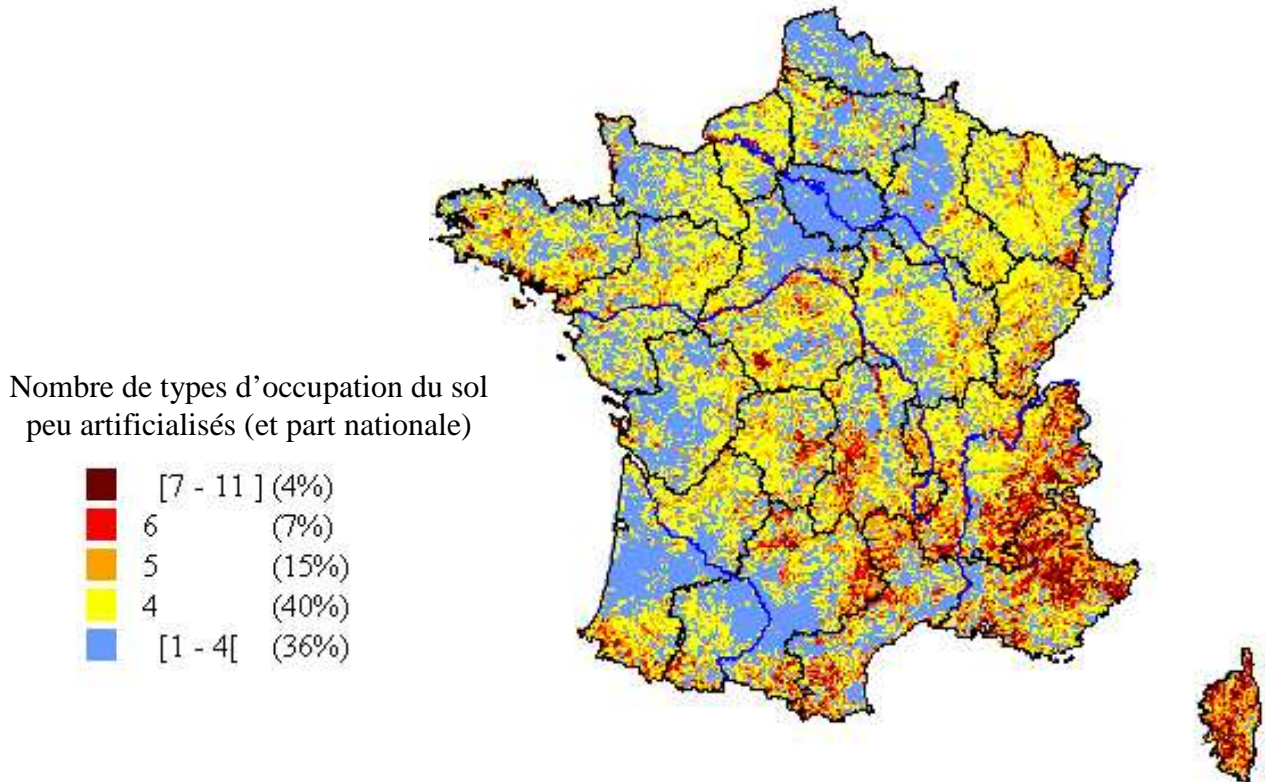 Nombre de types d’occupation du sol
peu artificialisés (et part nationale)
[7 - 11 ] (4%)
6 (7%)
5 (15%)
4 (40%)
[1 - 4[ (36%)